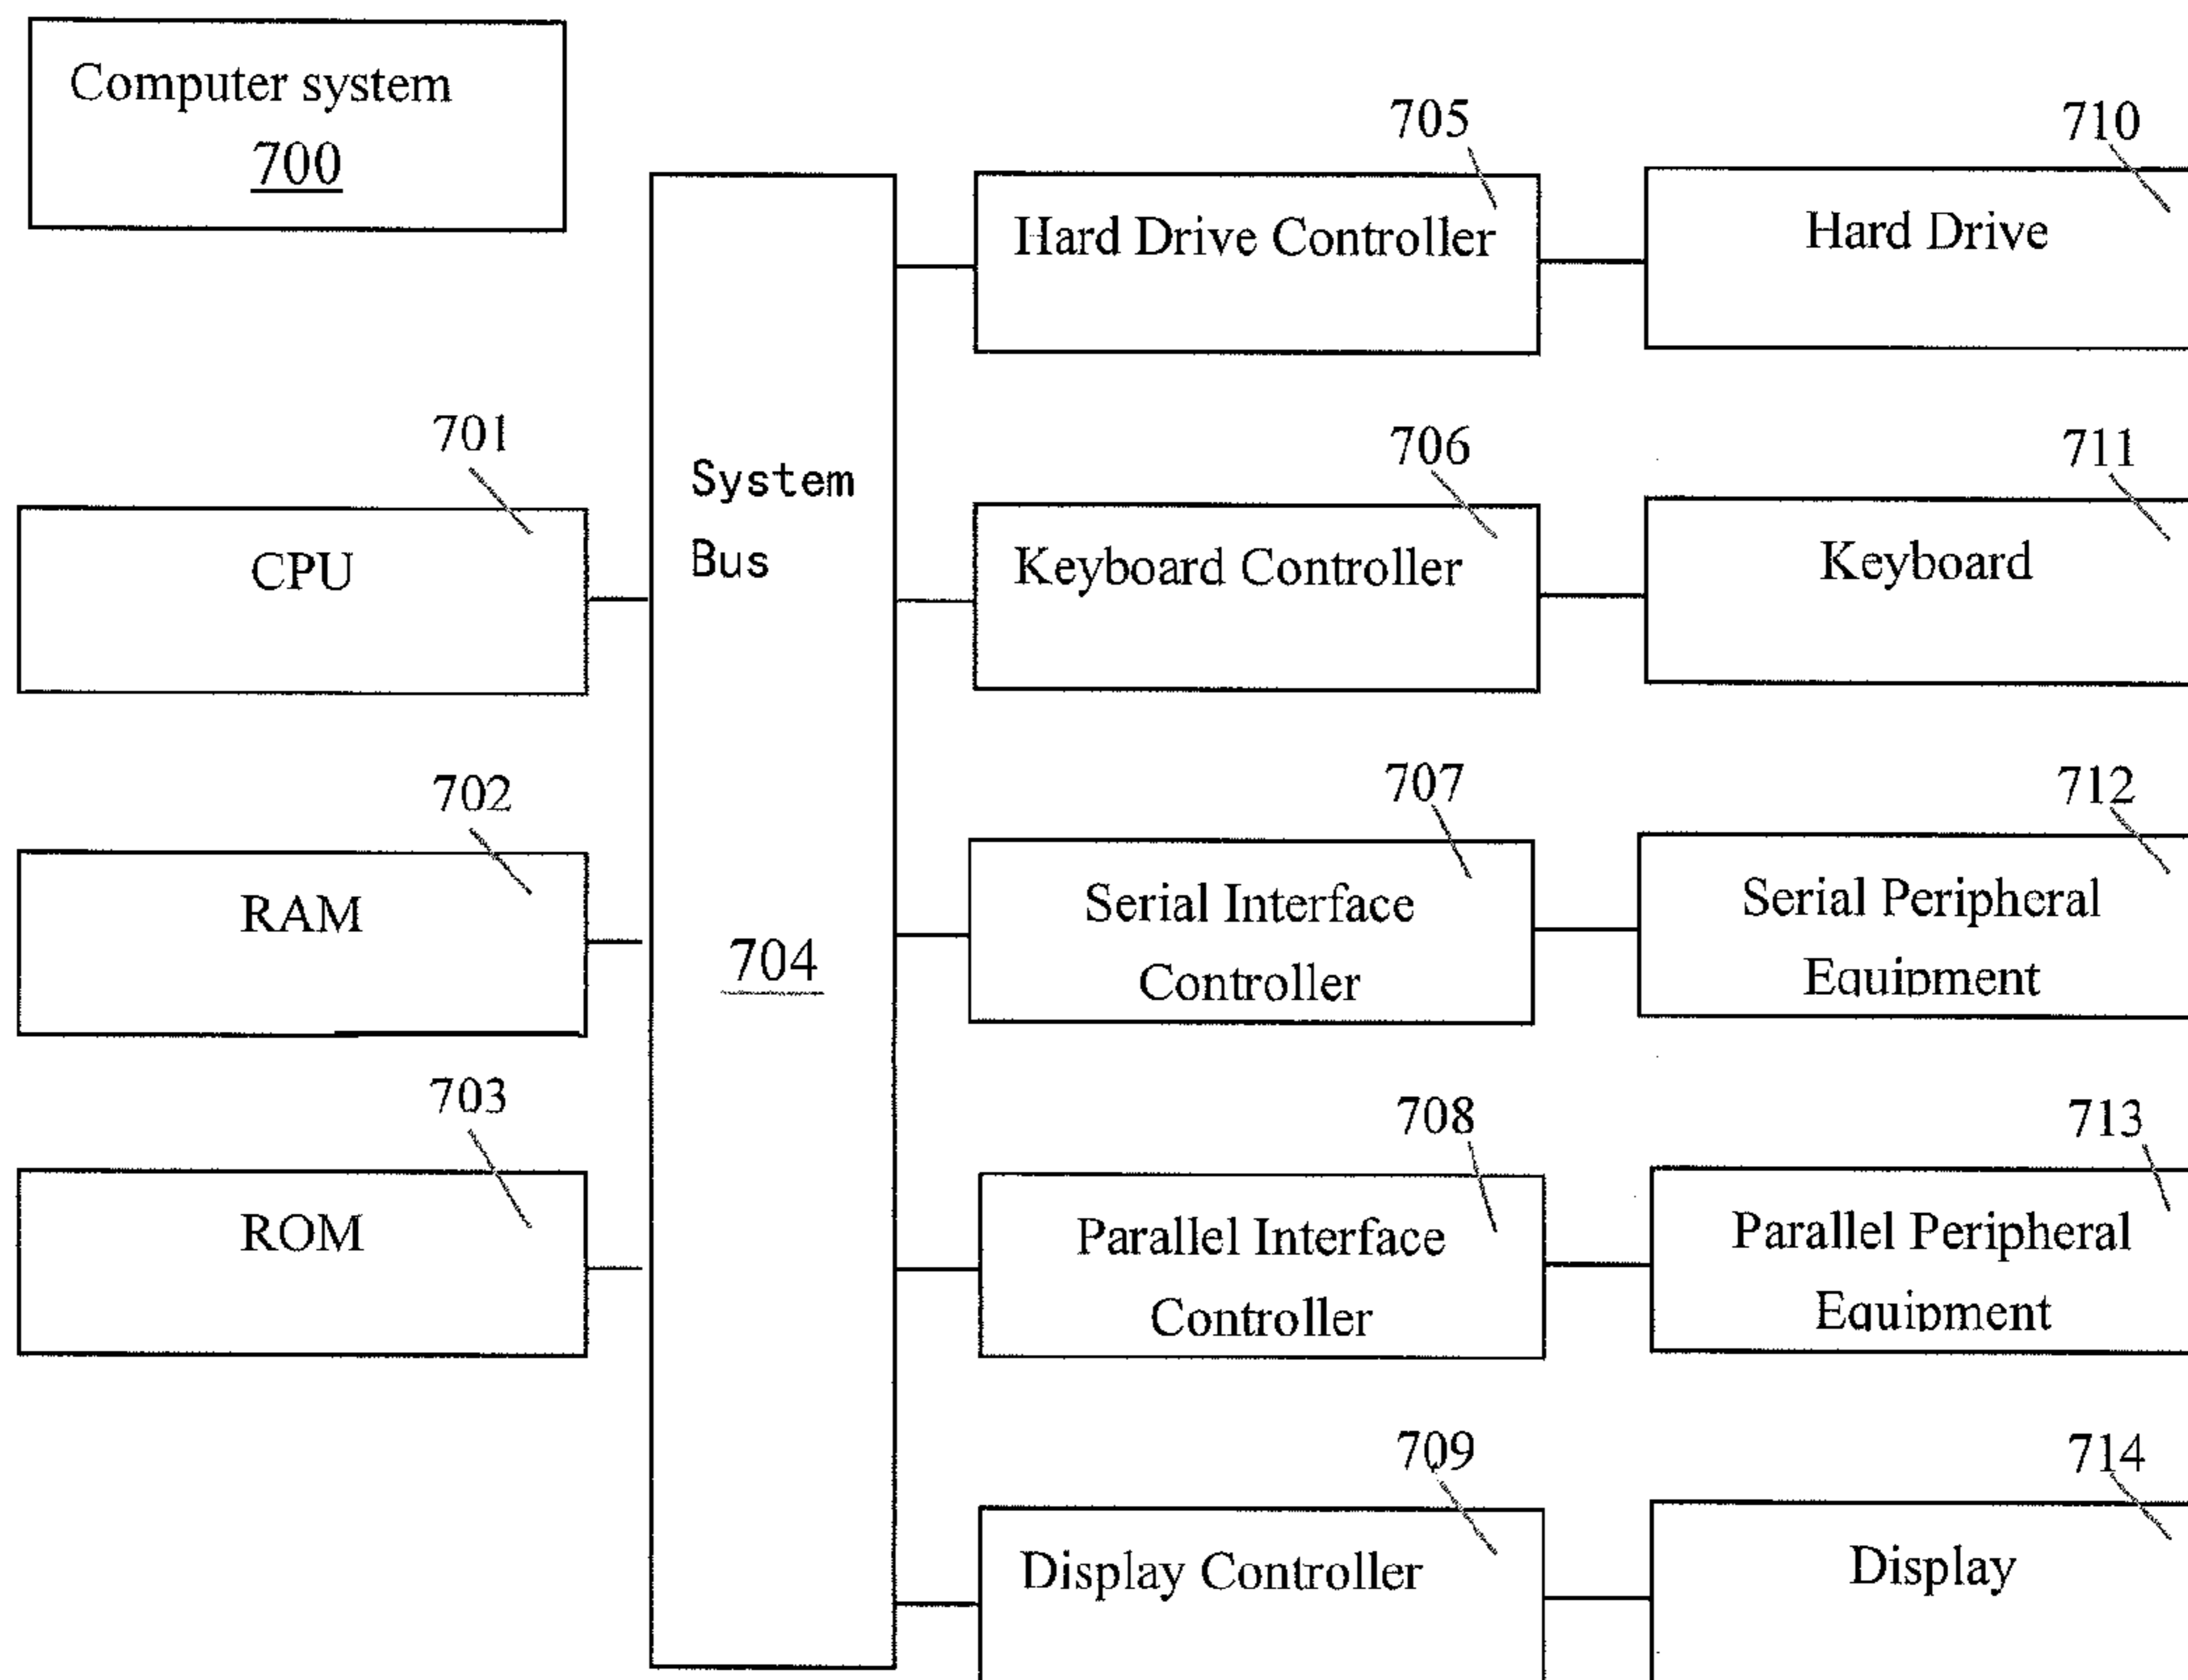 Computer system
700
705
710
Hard Drive Controller
Hard Drive
701
706
711
System
Bus
CPU
Keyboard Controller
Keyboard
702
707
712
RAM
704
Serial Interface
Controller
Serial Peripheral
Equipment
703
708
713
ROM
Parallel Interface
Controller
Parallel Peripheral
Equipment
709
714
Display Controller
Display